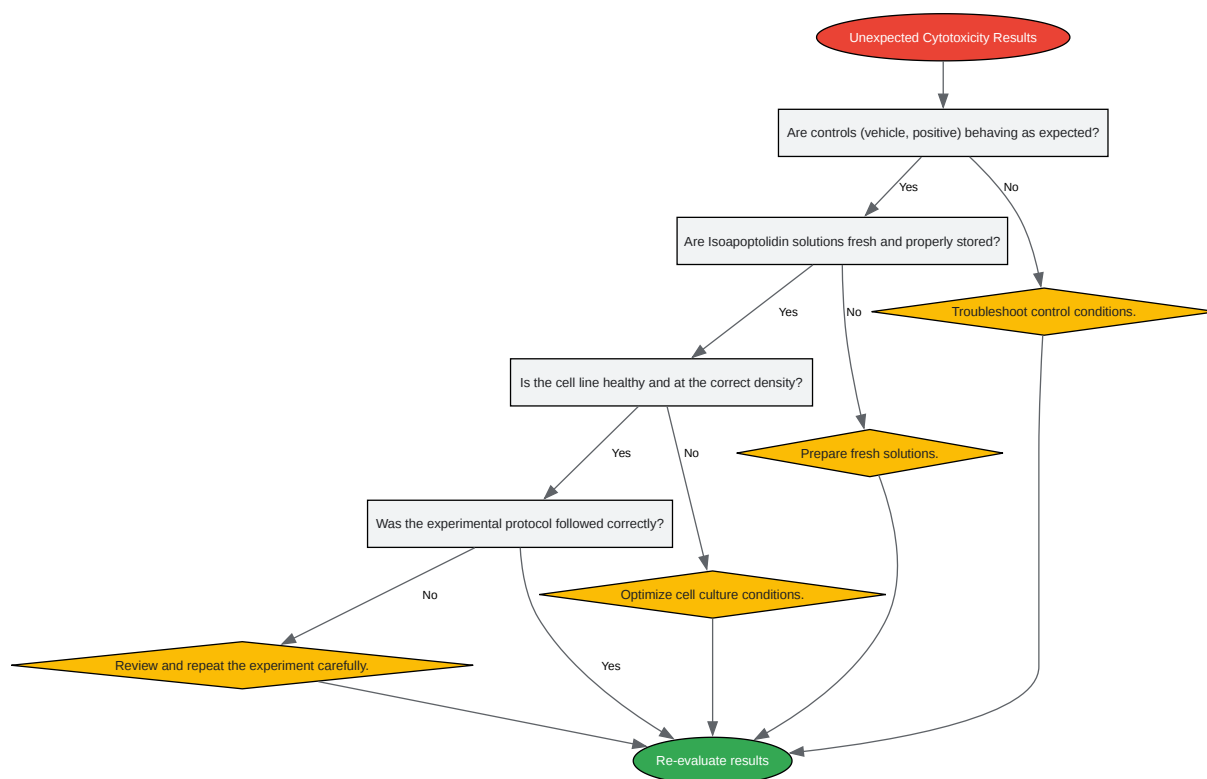 Unexpected Cytotoxicity Results
Are controls (vehicle, positive) behaving as expected?
Yes
No
Are Isoapoptolidin solutions fresh and properly stored?
Yes
No
Troubleshoot control conditions.
Is the cell line healthy and at the correct density?
Yes
No
Prepare fresh solutions.
Was the experimental protocol followed correctly?
No
Yes
Optimize cell culture conditions.
Review and repeat the experiment carefully.
Re-evaluate results